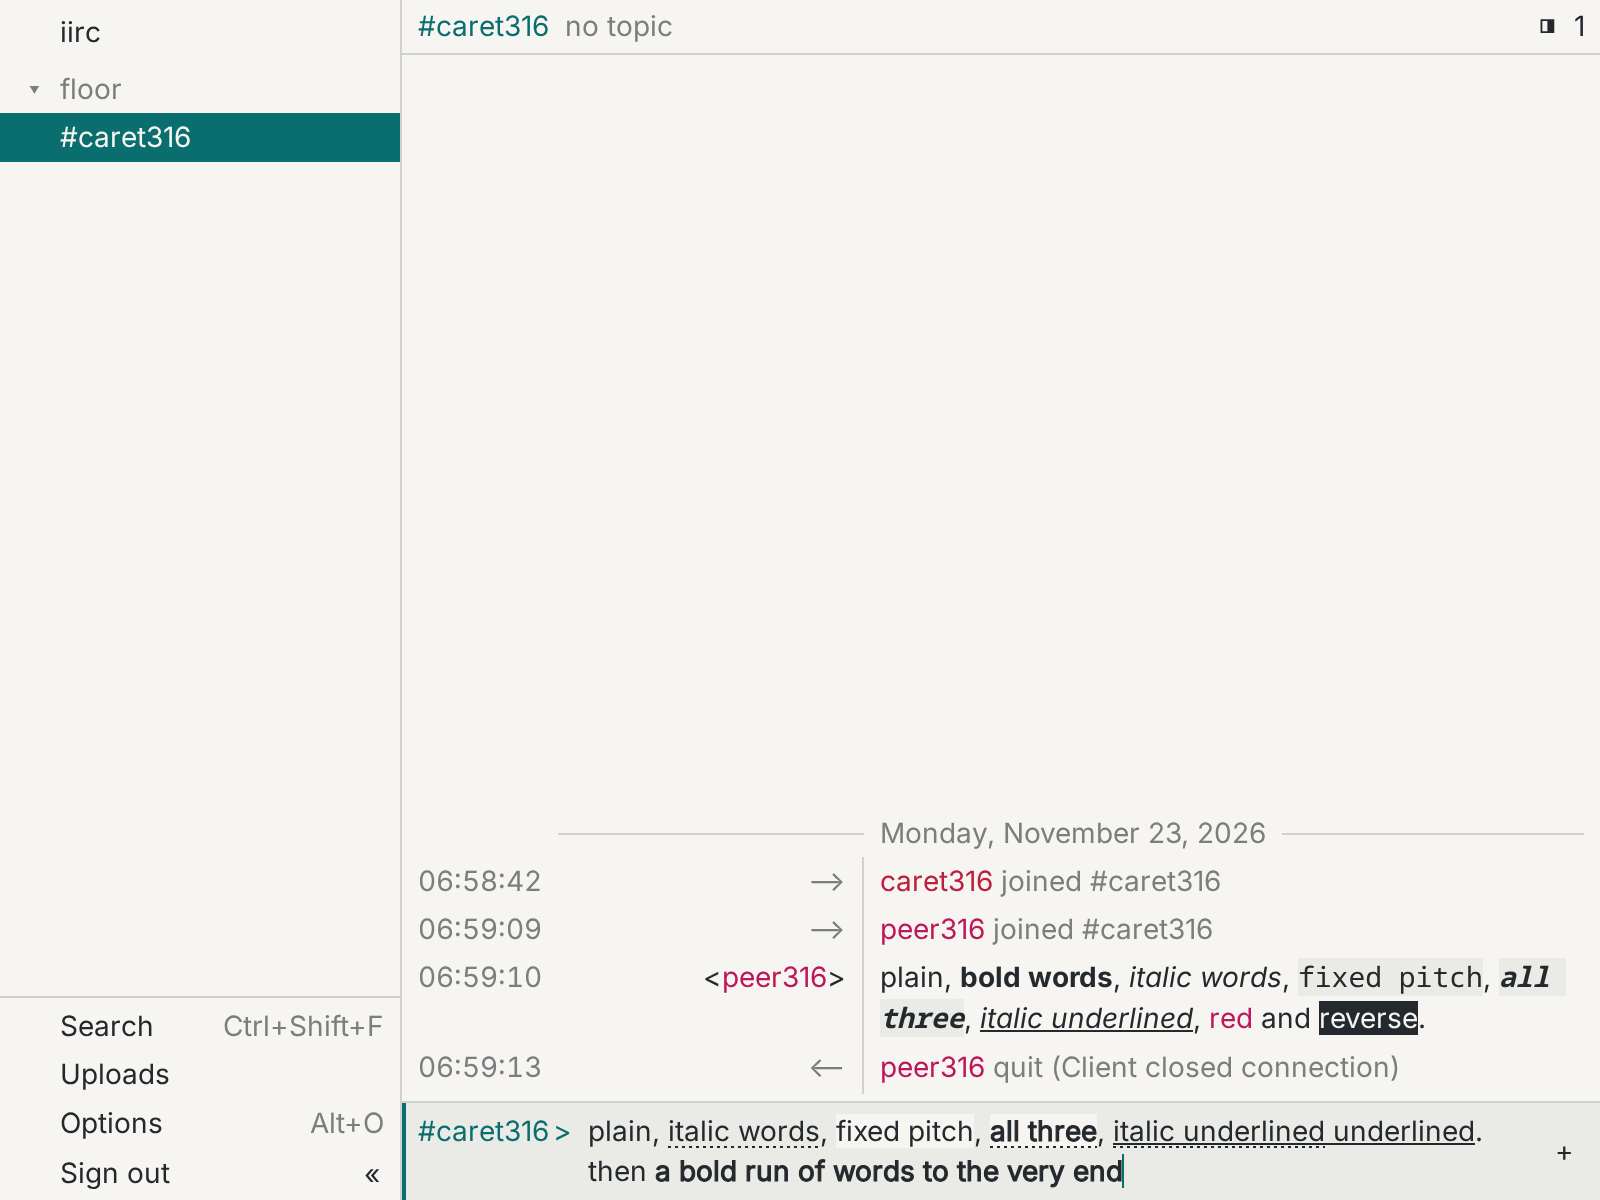 iirc
floor
#caret316
Search Ctrl+Shift+F
Uploads
Options Alt+O
Sign out «
#caret316 no topic 1
Monday, November 23, 2026
06:58:42 → caret316 joined #caret316
06:59:09 → peer316 joined #caret316
06:59:10 <peer316> plain, bold words, italic words, fixed pitch, all
three, italic underlined, red and reverse.
06:59:13 ← peer316 quit (Client closed connection)
#caret316 > plain, italic words, fixed pitch, all three, italic underlined underlined.
then a bold run of words to the very end
+